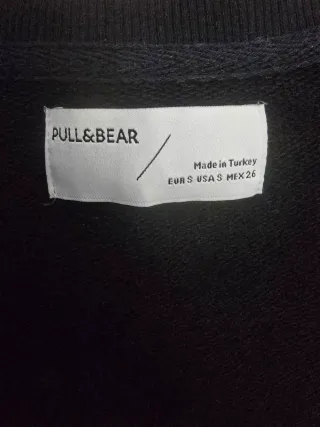 PULL&BEAR
Made in Turkey
EUR S USA S MEX 26